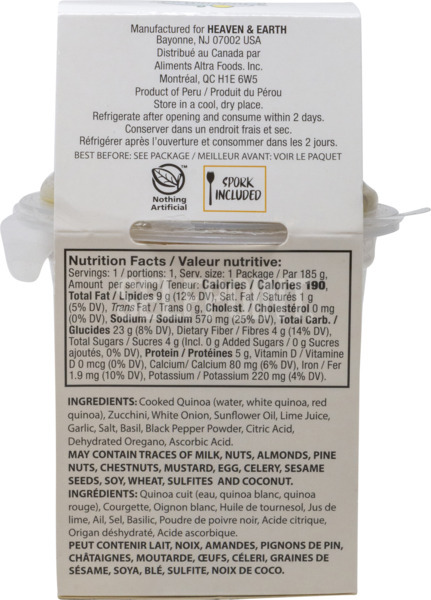 Manufactured for HEAVEN & EARTH
Bayonne, NJ 07002 USA
Distribué au Canada par
Aliments Altra Foods. Inc.
Montréal, QC H1E 6W5
Product of Peru / Produit du Pérou
Store in a cool, dry place.
Refrigerate after opening and consume within 2 days.
Conserver dans un endroit frais et sec.
Réfrigérer après l'ouverture et consommer dans les 2 jours.
BEST BEFORE: SEE PACKAGE / MEILLEUR AVANT: VOIR LE PAQUET
Nothing
Artificial
™
SPORK
INCLUDED
Nutrition Facts / Valeur nutritive:
Servings: 1 / portions: 1, Serv. size: 1 Package / Par 185 g,
Amount per serving / Teneur: Calories / Calories 190,
Total Fat / Lipides 9 g (12% DV), Sat. Fat / Saturés 1 g
(5% DV), Trans Fat / Trans 0 g, Cholest. / Cholestérol 0 mg
(0% DV), Sodium / Sodium 570 mg (25% DV), Total Carb. /
Glucides 23 g (8% DV), Dietary Fiber / Fibres 4 g (14% DV),
Total Sugars / Sucres 4 g (Incl. 0 g Added Sugars / 0 g Sucres
ajoutés, 0% DV), Protein / Protéines 5 g, Vitamin D / Vitamine
D 0 mcg (0% DV), Calcium/ Calcium 80 mg (6% DV), Iron / Fer
1.9 mg (10% DV), Potassium / Potassium 220 mg (4% DV).
INGREDIENTS: Cooked Quinoa (water, white quinoa, red
quinoa), Zucchini, White Onion, Sunflower Oil, Lime Juice,
Garlic, Salt, Basil, Black Pepper Powder, Citric Acid,
Dehydrated Oregano, Ascorbic Acid.
MAY CONTAIN TRACES OF MILK, NUTS, ALMONDS, PINE
NUTS, CHESTNUTS, MUSTARD, EGG, CELERY, SESAME
SEEDS, SOY, WHEAT, SULFITES AND COCONUT.
INGRÉDIENTS: Quinoa cuit (eau, quinoa blanc, quinoa
rouge), Courgette, Oignon blanc, Huile de tournesol, Jus de
lime, Ail, Sel, Basilic, Poudre de poivre noir, Acide citrique,
Origan déshydraté, Acide ascorbique.
PEUT CONTENIR LAIT, NOIX, AMANDES, PIGNONS DE PIN,
CHÂTAIGNES, MOUTARDE, ŒUFS, CÉLERI, GRAINES DE
SÉSAME, SOYA, BLÉ, SULFITE, NOIX DE COCO.